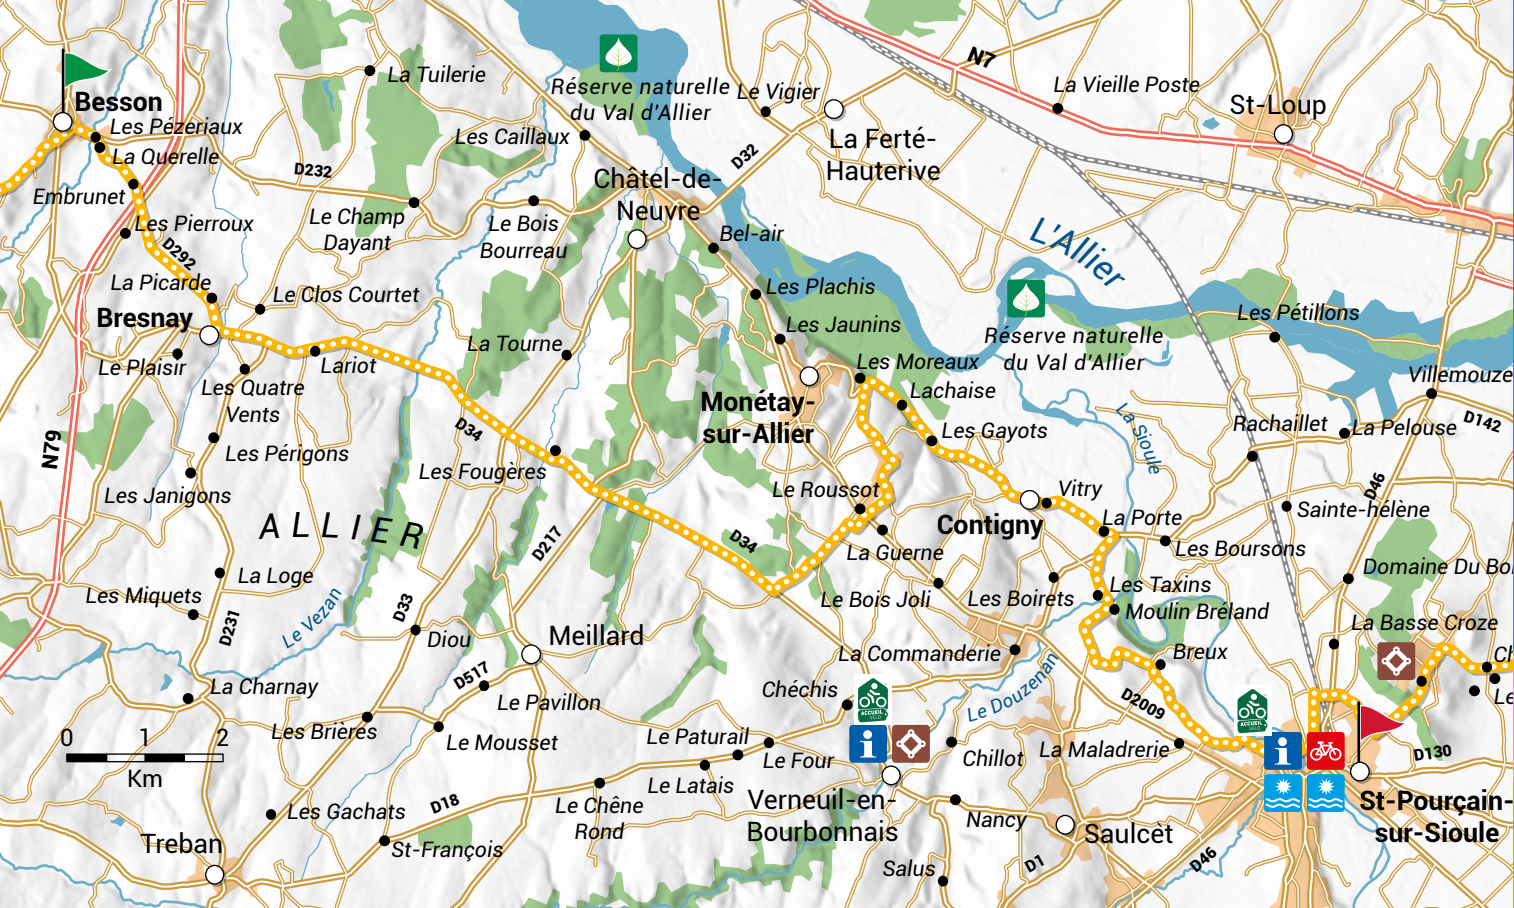 N7
La Tuilerie
Réserve naturelle
du Val d'Allier
Le Vigier
La Vieille Poste
St-Loup
Besson
Les Pézeriaux
La Querelle
Les Caillaux
D32
La Ferté-
Hauterive
D232
Embrunet
Châtel-de-
Neuvre
Le Champ
Dayant
Le Bois
Bourreau
Les Pierroux
Bel-air
L'Allier
D292
La Picarde
Le Clos Courtet
Les Plachis
Bresnay
Les Jaunins
Réserve naturelle
du Val d'Allier
Les Pétillons
La Tourne
Le Plaisir
Lariot
Les Moreaux
Villemouze
Les Quatre
Vents
Lachaise
Monétay-
sur-Allier
La Sioule
Rachaillet
La Pelouse
D142
D34
Les Gayots
N79
Les Périgons
Les Fougères
Les Janigons
Le Roussot
Vitry
D46
Sainte-hélène
ALLIER
Contigny
La Porte
D217
D34
La Guerne
Les Boursons
La Loge
Domaine Du Bo
Les Miquets
Le Bois Joli
Les Boirets
Les Taxins
Moulin Bréland
D231
Le Vezan
D33
Diou
Meillard
La Basse Croze
La Commanderie
Breux
Ch
D517
La Charnay
Le Pavillon
Chéchis
Le Douzenan
D2009
Le
ACCUEIL
VÉLO
ACCUEIL
VÉLO
Les Brières
Le Mousset
Le Paturail
Le Four
Chillot
La Maladrerie
D130
0 1 2
Km
i
i
Le Latais
Les Gachats
D18
Le Chêne
Rond
Verneuil-en-
Bourbonnais
Nancy
Saulcèt
St-Pourçain-
sur-Sioule
Treban
St-François
Salus
D1
D46